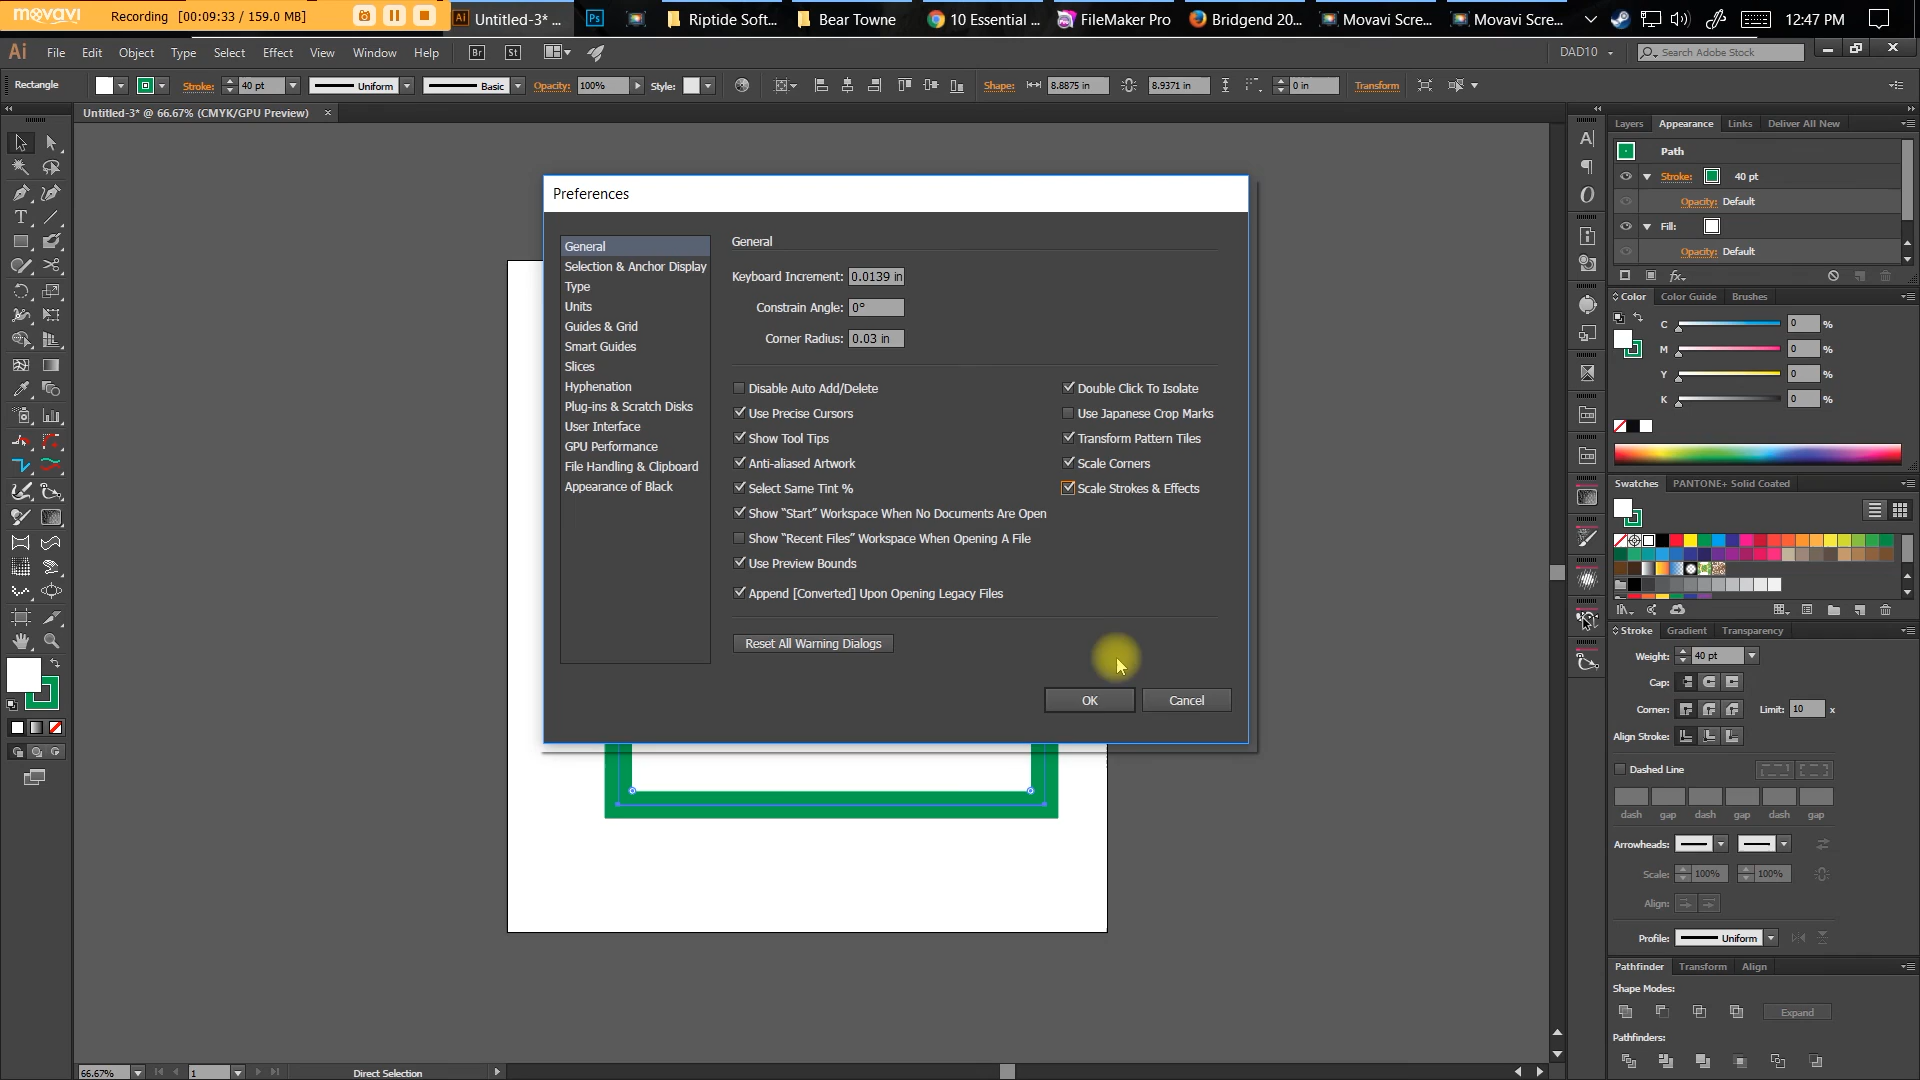 movavi Recording [00:09:33 / 159.0 MB] Untitled-3* ... Riptide Soft... Bear Towne 10 Essential ... FileMaker Pro Bridgend 20... Movavi Scre... Movavi Scre... 12:47 PM
Ai File Edit Object Type Select Effect View Window Help Br St DAD10 Search Adobe Stock
Rectangle Stroke: 40 pt Uniform Basic Opacity: 100% Style: Shape: 8.8875 in 8.9371 in 0 in Transform
Untitled-3* @ 66.67% (CMYK/GPU Preview) ×
Preferences
General
Selection & Anchor Display
Type
Units
Guides & Grid
Smart Guides
Slices
Hyphenation
Plug-ins & Scratch Disks
User Interface
GPU Performance
File Handling & Clipboard
Appearance of Black
General
Keyboard Increment: 0.0139 in
Constrain Angle: 0°
Corner Radius: 0.03 in
Disable Auto Add/Delete
Use Precise Cursors
Show Tool Tips
Anti-aliased Artwork
Select Same Tint %
Show “Start” Workspace When No Documents Are Open
Show “Recent Files” Workspace When Opening A File
Use Preview Bounds
Append [Converted] Upon Opening Legacy Files
Double Click To Isolate
Use Japanese Crop Marks
Transform Pattern Tiles
Scale Corners
Scale Strokes & Effects
Reset All Warning Dialogs
OK Cancel
Layers Appearance Links Deliver All New
Path
Stroke: 40 pt
Opacity: Default
Fill:
Opacity: Default
Color Color Guide Brushes
C 0 %
M 0 %
Y 0 %
K 0 %
Swatches PANTONE+ Solid Coated
Stroke Gradient Transparency
Weight: 40 pt
Cap:
Corner: Limit: 10 x
Align Stroke:
Dashed Line
dash gap dash gap dash gap
Arrowheads:
Scale: 100% 100%
Align:
Profile: Uniform
Pathfinder Transform Align
Shape Modes:
Expand
Pathfinders:
66.67% 1 Direct Selection